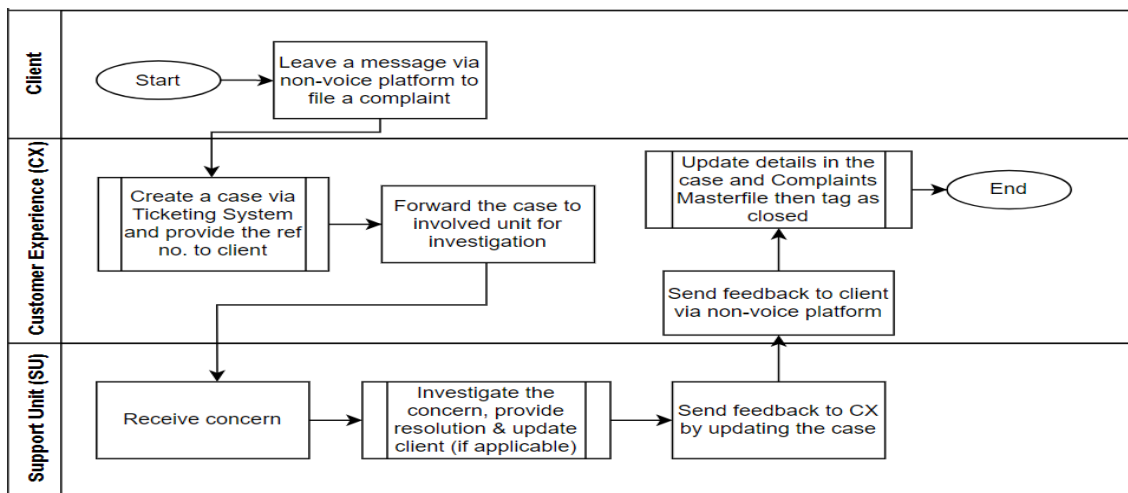 Client
Start
Leave a message via
non-voice platform to
file a complaint
Customer Experience (CX)
Create a case via
Ticketing System
and provide the ref
no. to client
Forward the case to
involved unit for
investigation
Update details in the
case and Complaints
Masterfile then tag as
closed
End
Send feedback to client
via non-voice platform
Support Unit (SU)
Receive concern
Investigate the
concern, provide
resolution & update
client (if applicable)
Send feedback to CX
by updating the case